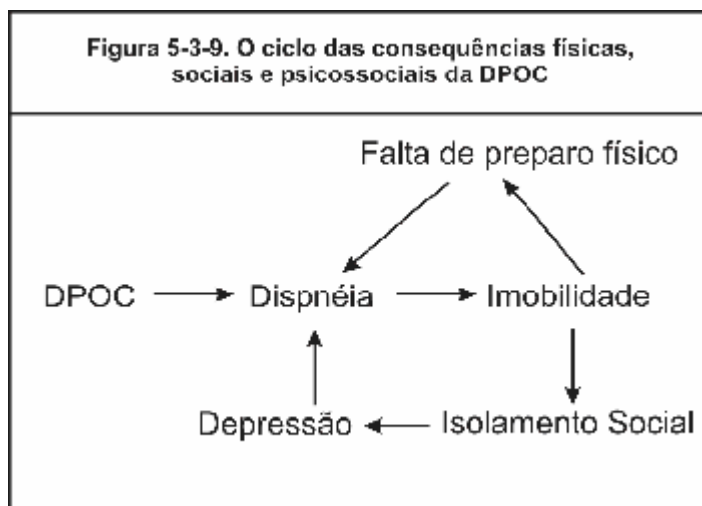 Figura 5-3-9. O ciclo das consequências físicas,
sociais e psicossociais da DPOC
Falta de preparo físico
DPOC Dispnéia Imobilidade
Depressão Isolamento Social